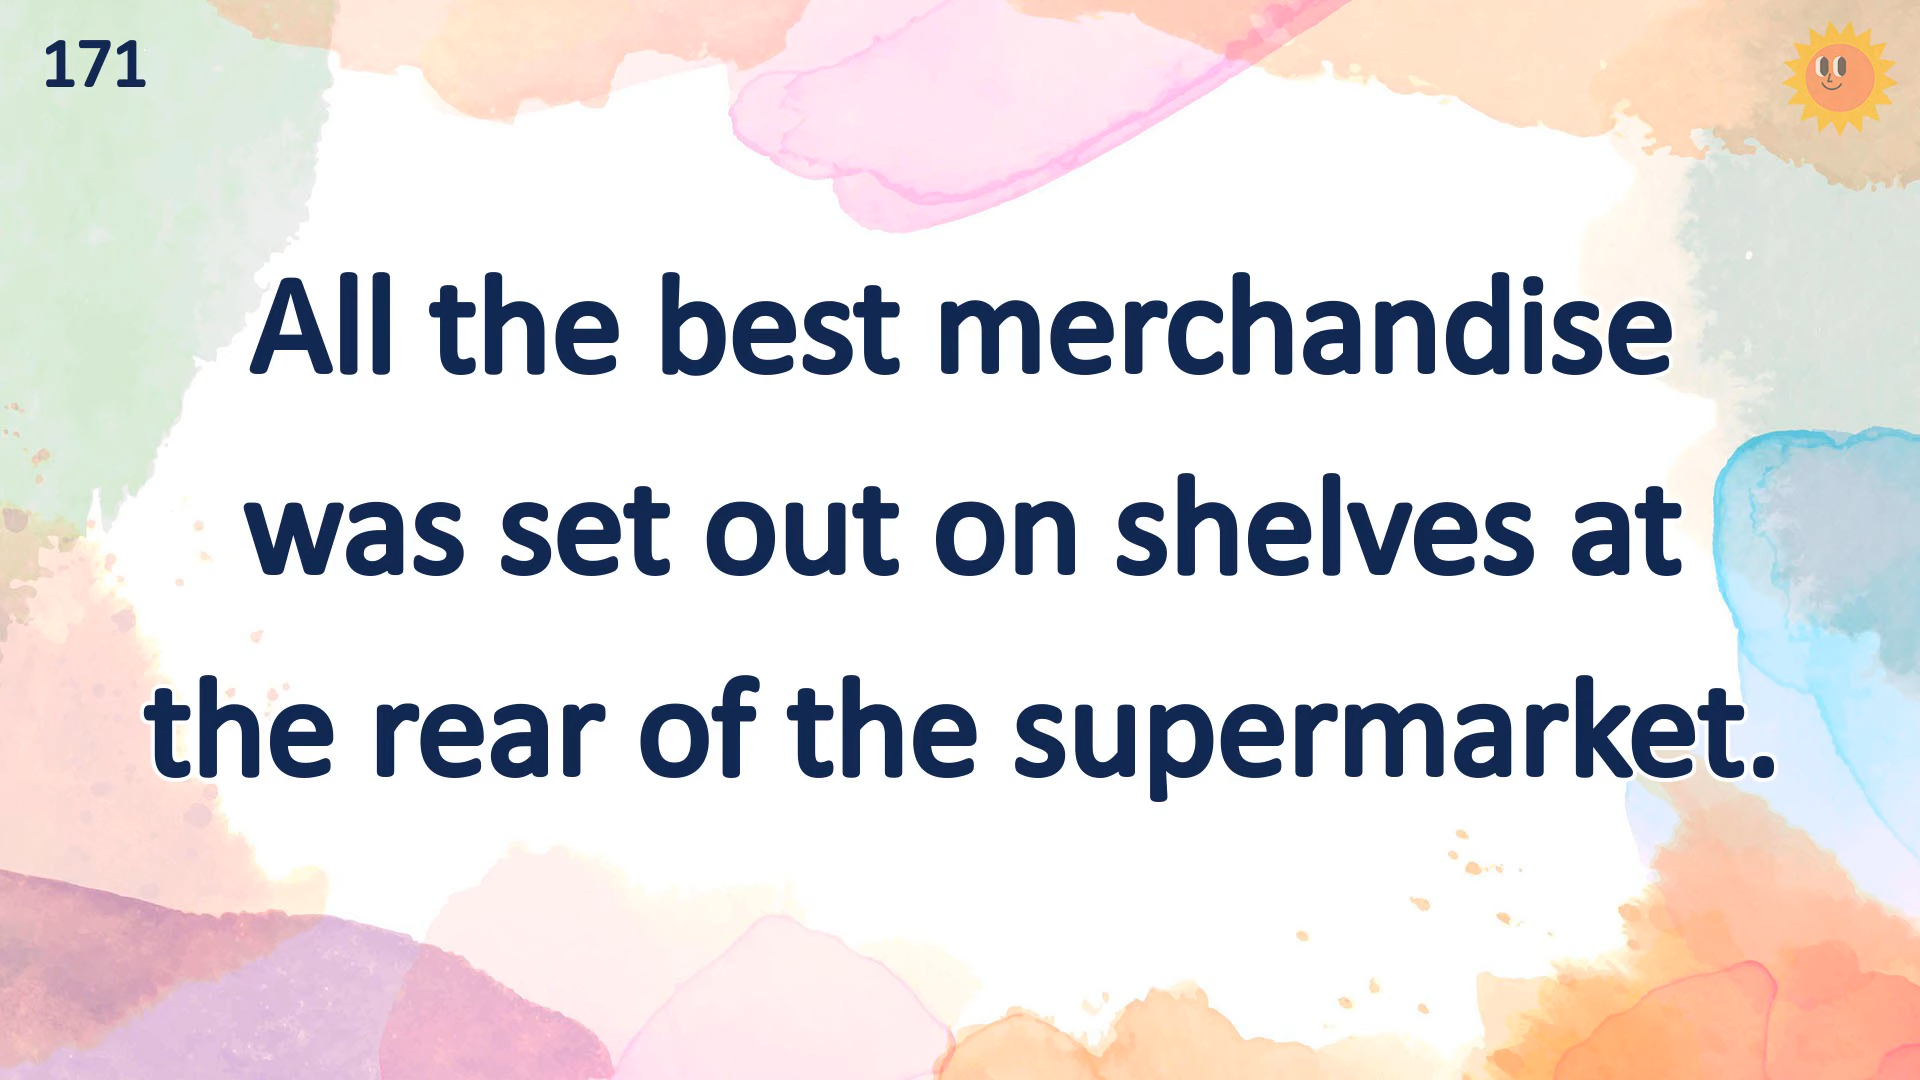 171
All the best merchandise
was set out on shelves at
the rear of the supermarket.